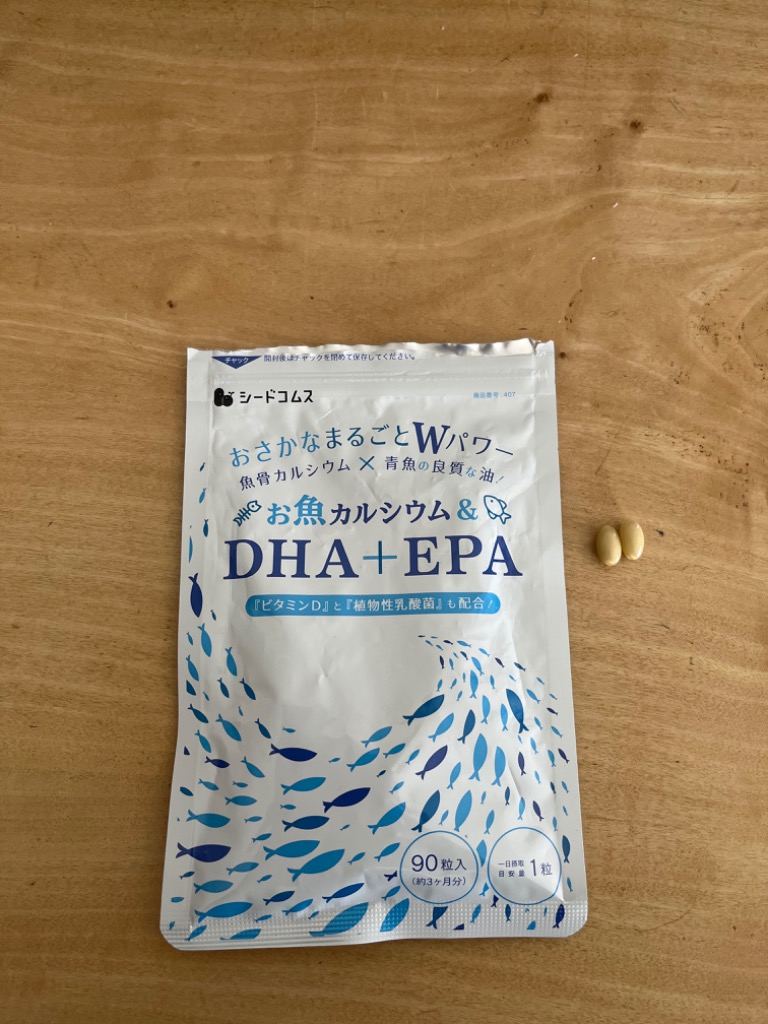 チャック
開封後はチャックを閉めて保存してください。
シードコムス
商品番号:407
おさかなまるごとWパワー
魚骨カルシウム×青魚の良質な油!
お魚カルシウム&
DHA+EPA
『ビタミンD』と『植物性乳酸菌』も配合!
90粒入
(約3ヶ月分)
一日摂取
目安量
1粒